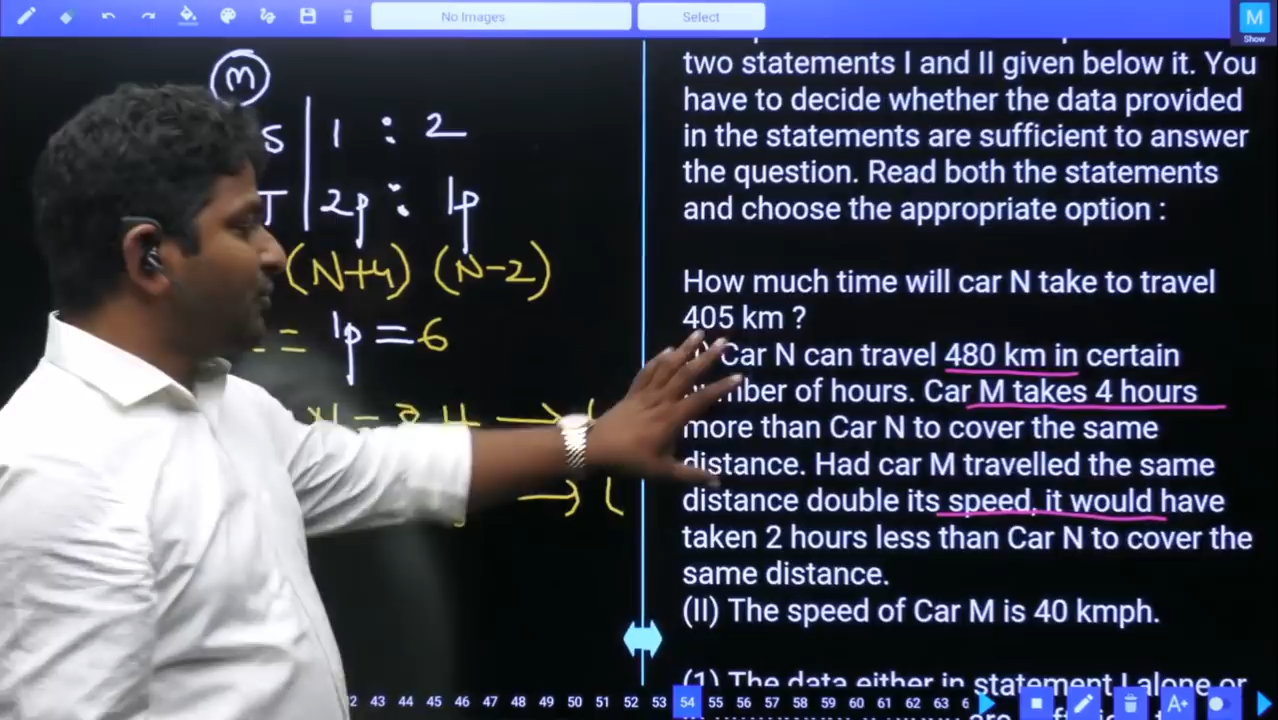 No Images
Select
M
Show
M
S 1 : 2
T 2p : 1p
(N+4) (N-2)
= 1p = 6
two statements I and II given below it. You
have to decide whether the data provided
in the statements are sufficient to answer
the question. Read both the statements
and choose the appropriate option :
How much time will car N take to travel
405 km ?
Car N can travel 480 km in certain
of hours. Car M takes 4 hours
more than Car N to cover the same
distance. Had car M travelled the same
distance double its speed, it would have
taken 2 hours less than Car N to cover the
same distance.
(II) The speed of Car M is 40 kmph.
(1) The data either in statement I alone or
2 43 44 45 46 47 48 49 50 51 52 53 54 55 56 57 58 59 60 61 62 63 6
A+